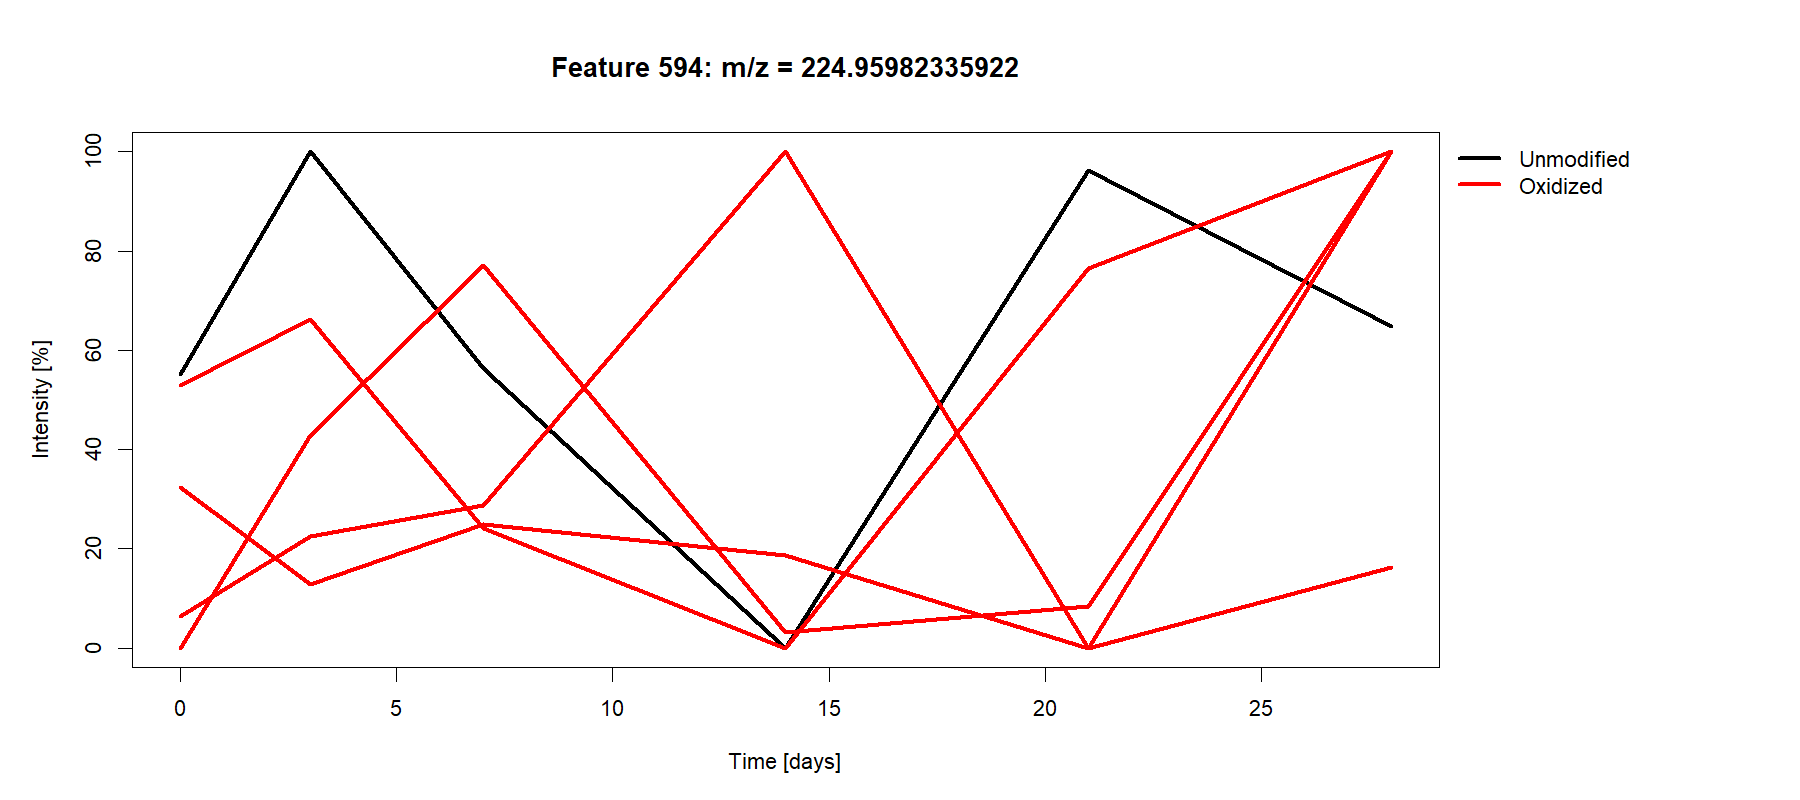 Feature 594: m/z = 224.95982335922
Unmodified
Oxidized
Intensity [%]
100
80
60
40
20
0
0 5 10 15 20 25
Time [days]